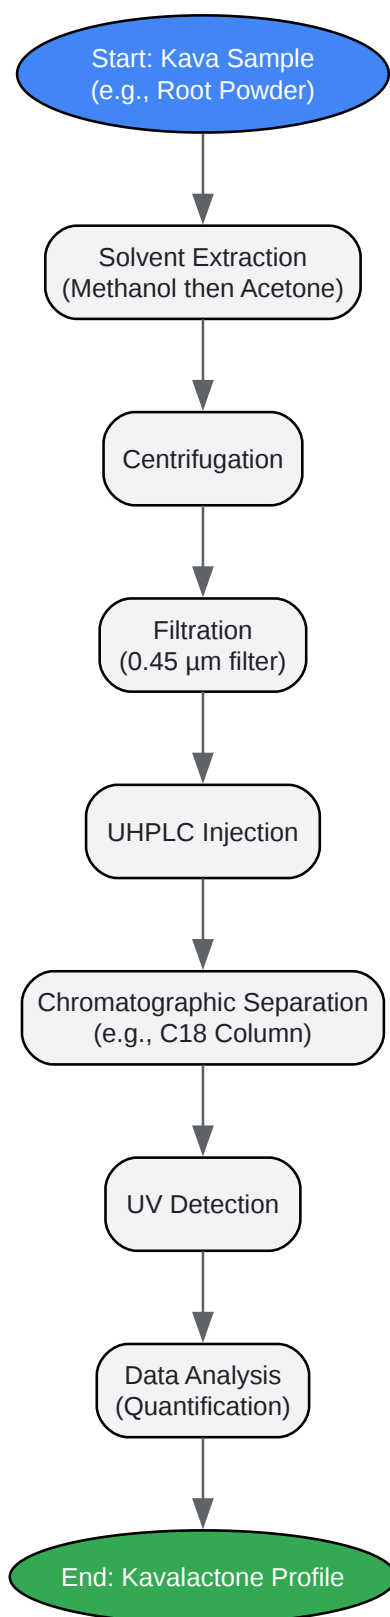 Start: Kava Sample
(e.g., Root Powder)
Solvent Extraction
(Methanol then Acetone)
Centrifugation
Filtration
(0.45 µm filter)
UHPLC Injection
Chromatographic Separation
(e.g., C18 Column)
UV Detection
Data Analysis
(Quantification)
End: Kavalactone Profile